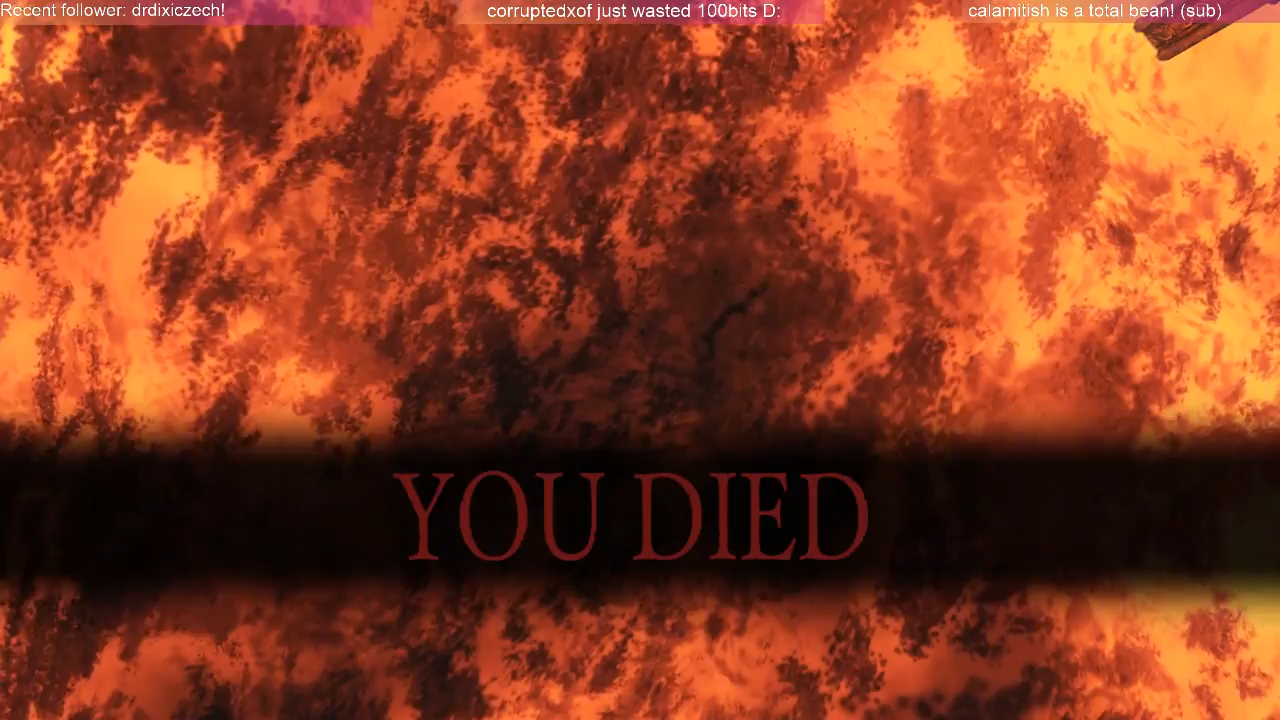 Recent follower: drdixiczech!
corruptedxof just wasted 100bits D:
calamitish is a total bean! (sub)
YOU DIED